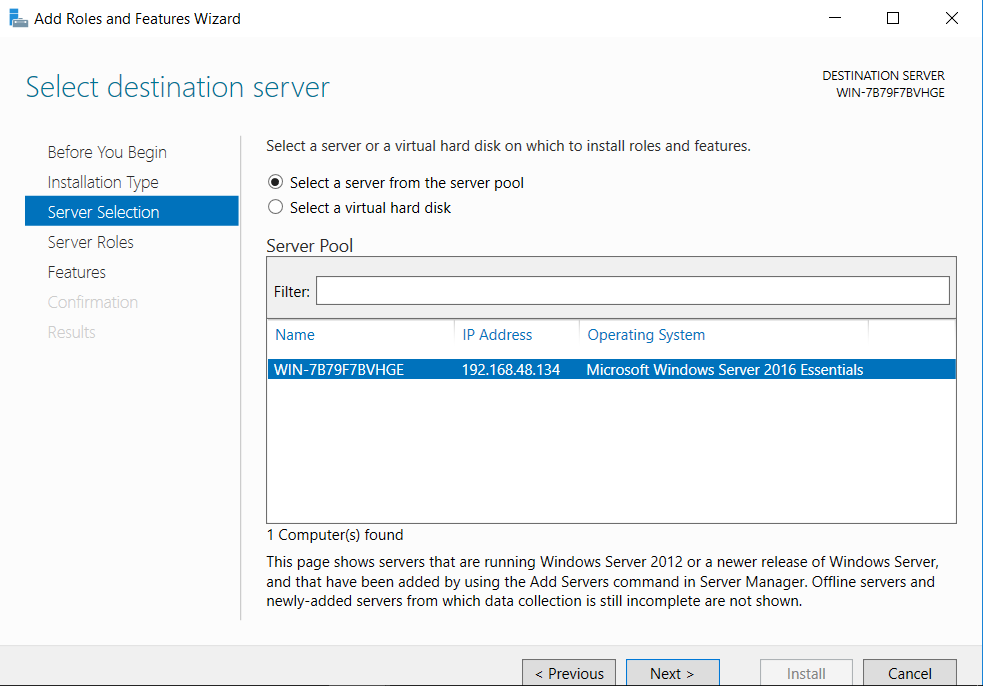 Add Roles and Features Wizard
Select destination server
DESTINATION SERVER
WIN-7B79F7BVHGE
Before You Begin
Installation Type
Server Selection
Server Roles
Features
Confirmation
Results
Select a server or a virtual hard disk on which to install roles and features.
Select a server from the server pool
Select a virtual hard disk
Server Pool
Filter:
Name IP Address Operating System
WIN-7B79F7BVHGE 192.168.48.134 Microsoft Windows Server 2016 Essentials
1 Computer(s) found
This page shows servers that are running Windows Server 2012 or a newer release of Windows Server,
and that have been added by using the Add Servers command in Server Manager. Offline servers and
newly-added servers from which data collection is still incomplete are not shown.
< Previous Next > Install Cancel